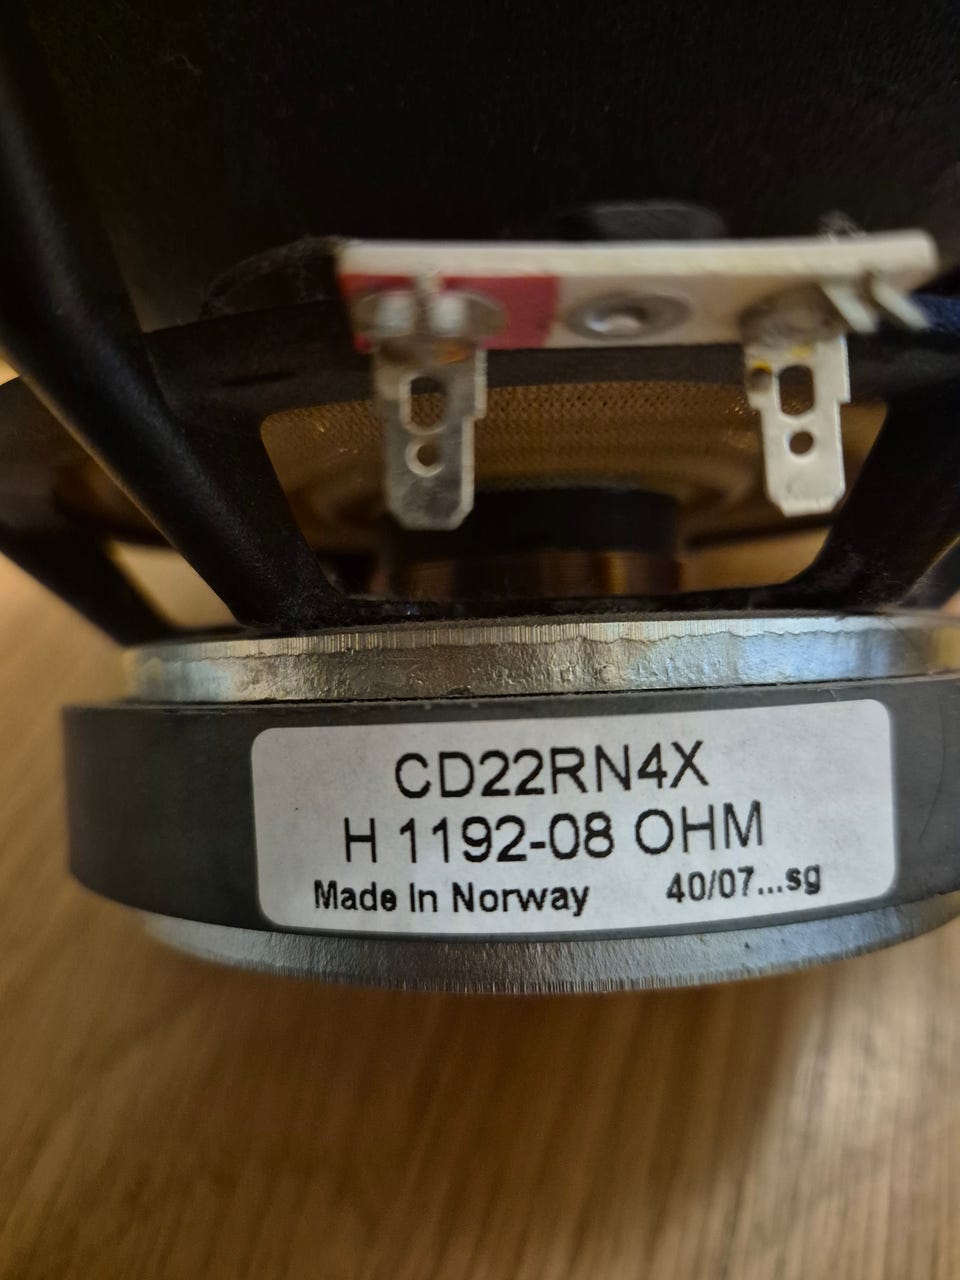 CD22RN4X
H 1192-08 OHM
Made In Norway 40/07...sg